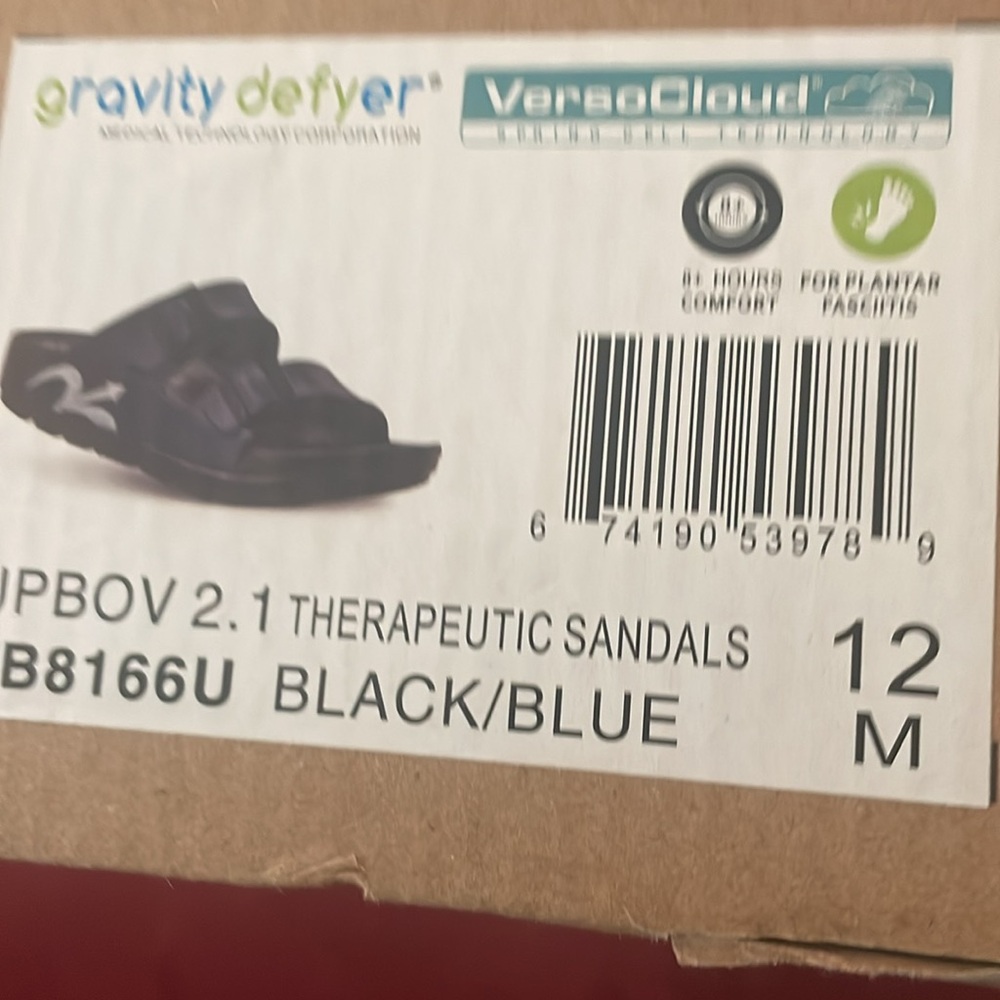 gravity defyer®
MEDICAL TECHNOLOGY CORPORATION
VersoCloud®
8+ HOURS
COMFORT
FOR PLANTAR
FASCIITIS
6 74190 53978 9
UPBOV 2.1 THERAPEUTIC SANDALS
B8166U BLACK/BLUE
12
M